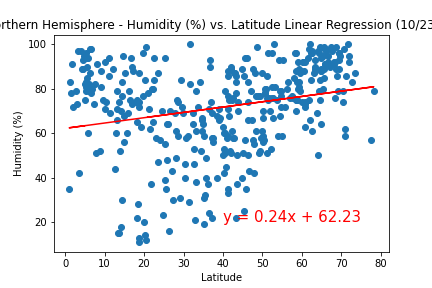 orthern Hemisphere - Humidity (%) vs. Latitude Linear Regression (10/23
100
80
60
40
20
Humidity (%)
y = 0.24x + 62.23
0 10 20 30 40 50 60 70 80
Latitude